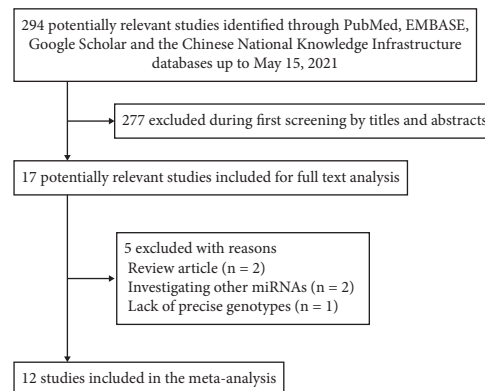 294 potentially relevant studies identified through PubMed, EMBASE,
Google Scholar and the Chinese National Knowledge Infrastructure
databases up to May 15, 2021
277 excluded during first screening by titles and abstracts
17 potentially relevant studies included for full text analysis
5 excluded with reasons
Review article (n = 2)
Investigating other miRNAs (n = 2)
Lack of precise genotypes (n = 1)
12 studies included in the meta-analysis